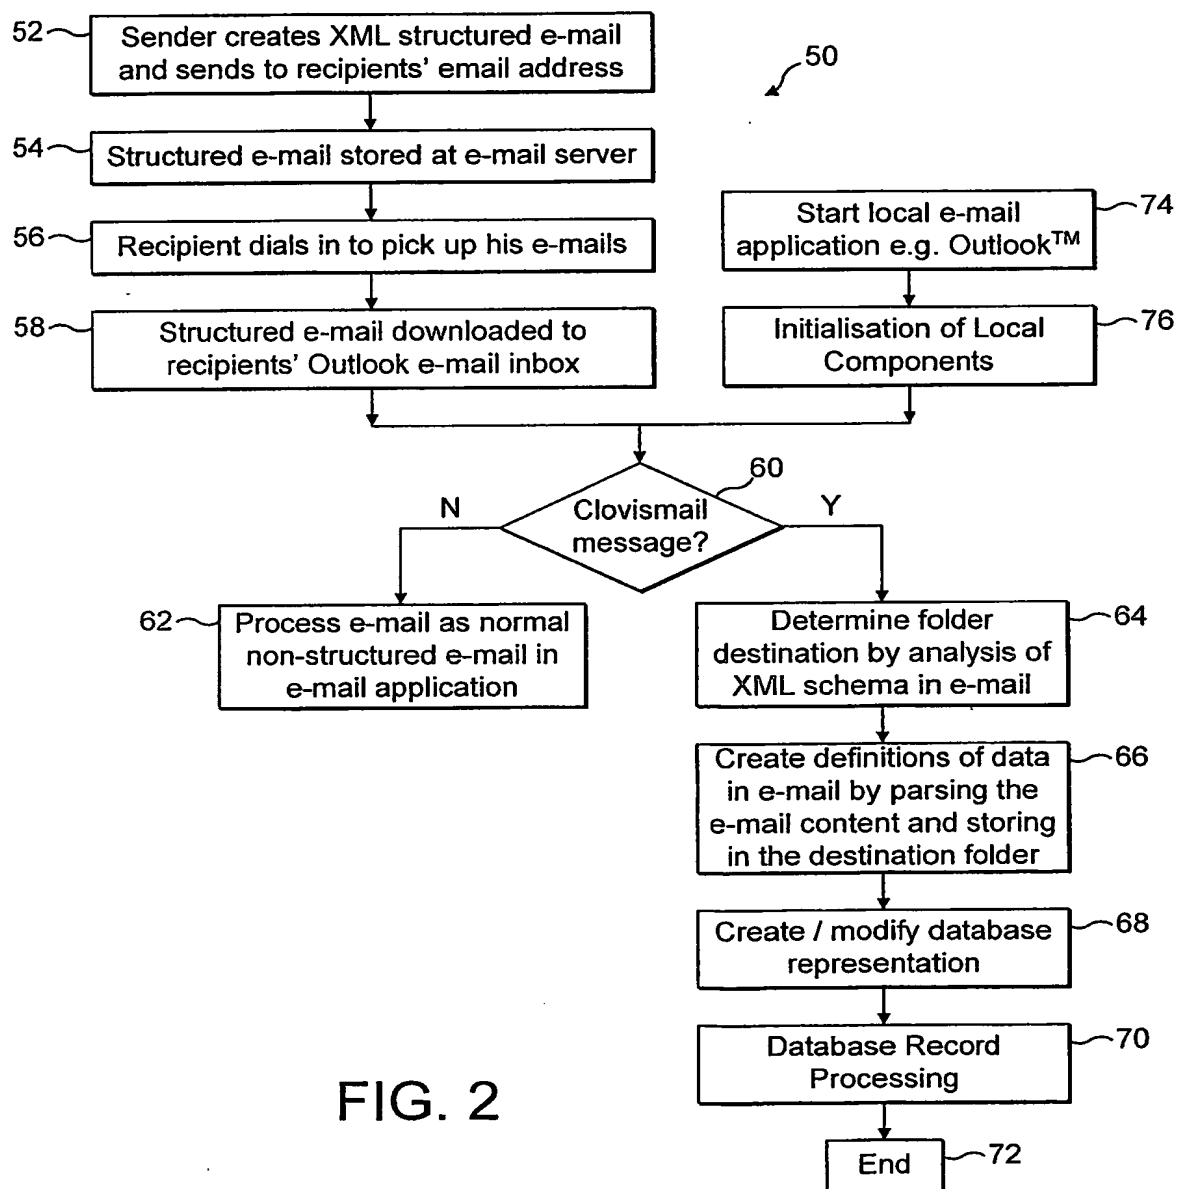 52
Sender creates XML structured e-mail
and sends to recipients' email address
50
54
Structured e-mail stored at e-mail server
56
Recipient dials in to pick up his e-mails
58
Structured e-mail downloaded to
recipients' Outlook e-mail inbox
Start local e-mail
application e.g. Outlook™
74
Initialisation of Local
Components
76
60
Clovismail
message?
N
Y
62
Process e-mail as normal
non-structured e-mail in
e-mail application
Determine folder
destination by analysis of
XML schema in e-mail
64
Create definitions of data
in e-mail by parsing the
e-mail content and storing
in the destination folder
66
Create / modify database
representation
68
Database Record
Processing
70
End
72
FIG. 2